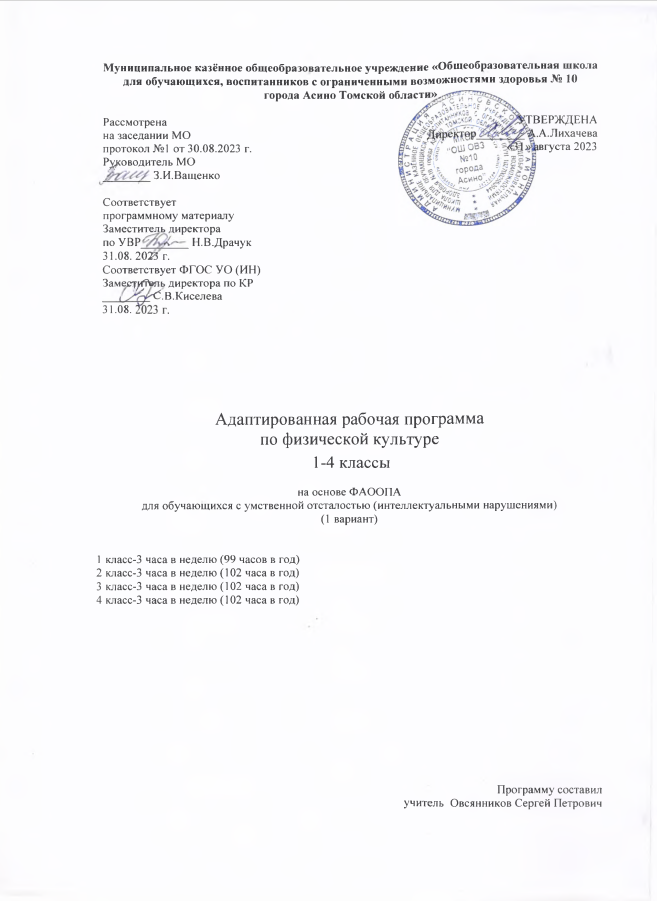 Муниципальное казённое общеобразовательное учреждение «Общеобразовательная школа
для обучающихся, воспитанников с ограниченными возможностями здоровья № 10
города Асино Томской области»
Рассмотрена
на заседании МО
протокол №1 от 30.08.2023 г.
Руководитель МО
З.И.Ващенко
УТВЕРЖДЕНА
Директор А.А.Лихачева
«31» августа 2023
"ОШ ОВЗ
№10
города
Асино"
Соответствует
программному материалу
Заместитель директора
по УВР Н.В.Драчук
31.08. 2023 г.
Соответствует ФГОС УО (ИН)
Заместитель директора по КР
С.В.Киселева
31.08. 2023 г.
Адаптированная рабочая программа
по физической культуре
1-4 классы
на основе ФАООПА
для обучающихся с умственной отсталостью (интеллектуальными нарушениями)
(1 вариант)
1 класс-3 часа в неделю (99 часов в год)
2 класс-3 часа в неделю (102 часа в год)
3 класс-3 часа в неделю (102 часа в год)
4 класс-3 часа в неделю (102 часа в год)
Программу составил
учитель Овсянников Сергей Петрович